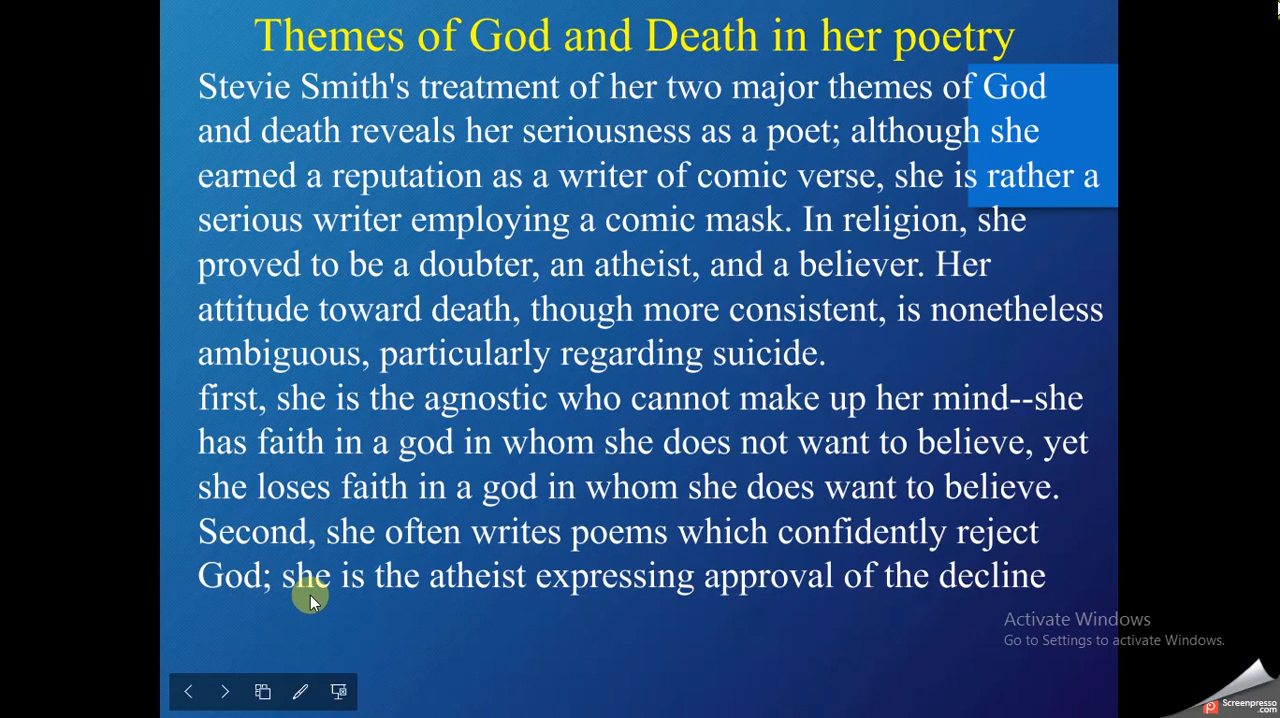 Themes of God and Death in her poetry
Stevie Smith's treatment of her two major themes of God
and death reveals her seriousness as a poet; although she
earned a reputation as a writer of comic verse, she is rather a
serious writer employing a comic mask. In religion, she
proved to be a doubter, an atheist, and a believer. Her
attitude toward death, though more consistent, is nonetheless
ambiguous, particularly regarding suicide.
first, she is the agnostic who cannot make up her mind--she
has faith in a god in whom she does not want to believe, yet
she loses faith in a god in whom she does want to believe.
Second, she often writes poems which confidently reject
God; she is the atheist expressing approval of the decline
Activate Windows
Go to Settings to activate Windows.
Screenpresso
.com